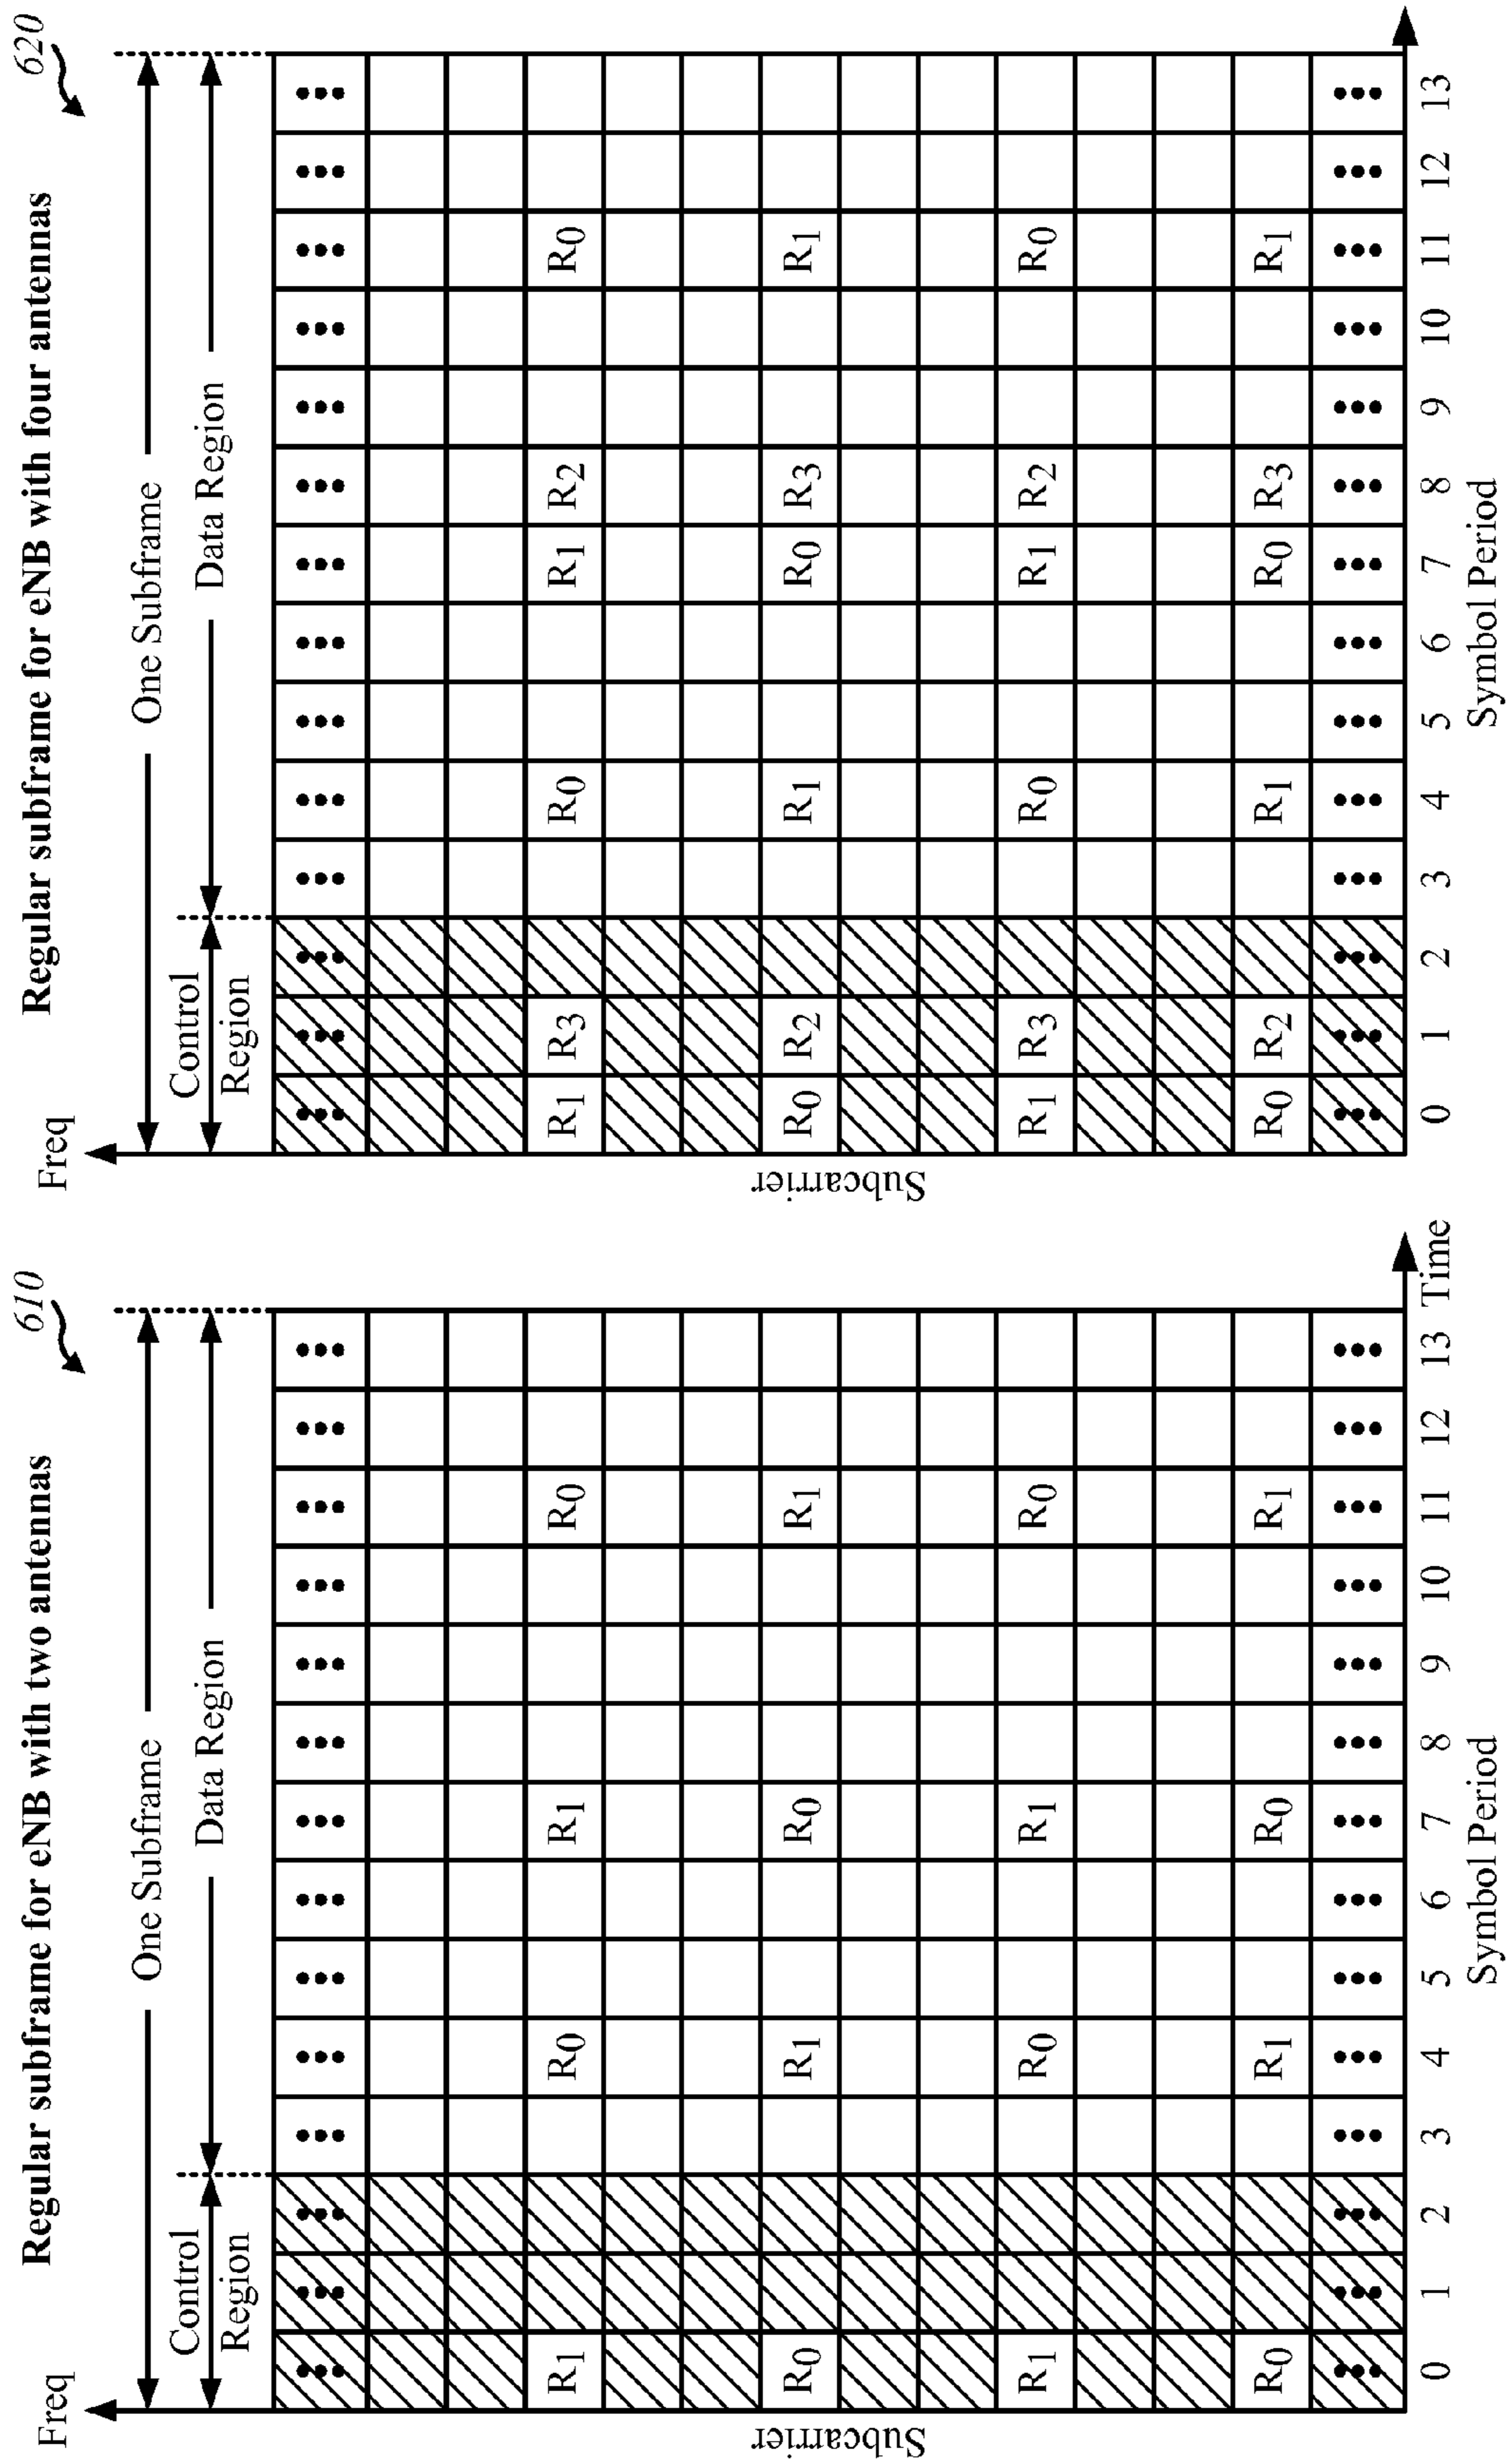 Regular subframe for eNB with two antennas
610
Freq
One Subframe
Control
Region
Data Region
Subcarrier
R₁ R₀ R₁ R₀
R₀ R₁ R₀ R₁
R₁ R₀ R₁ R₀
R₀ R₁ R₀ R₁
0 1 2 3 4 5 6 7 8 9 10 11 12 13 Time
Symbol Period
Regular subframe for eNB with four antennas
620
Freq
One Subframe
Control
Region
Data Region
Subcarrier
R₁ R₃ R₀ R₁ R₂ R₀
R₀ R₂ R₁ R₀ R₃ R₁
R₁ R₃ R₀ R₁ R₂ R₀
R₀ R₂ R₁ R₀ R₃ R₁
0 1 2 3 4 5 6 7 8 9 10 11 12 13
Symbol Period